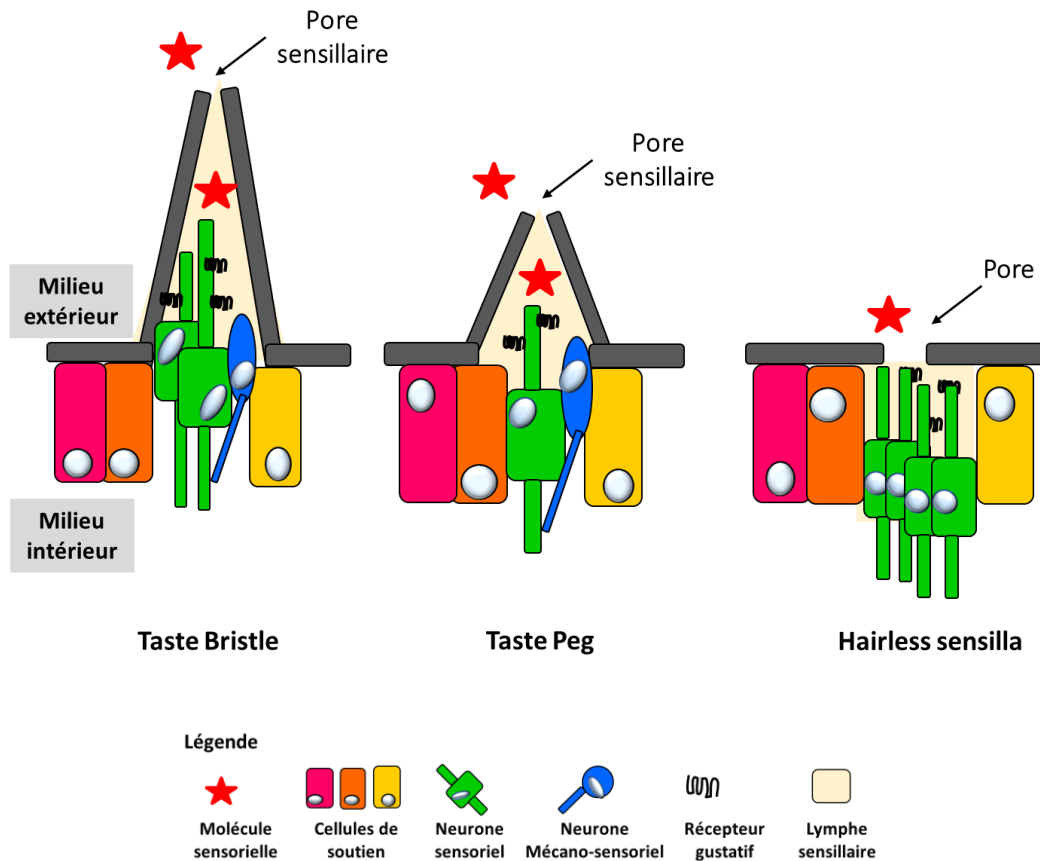 Pore
sensillaire
Pore
sensillaire
Pore
Milieu
extérieur
Milieu
intérieur
Taste Bristle
Taste Peg
Hairless sensilla
Légende
Molécule
sensorielle
Cellules de
soutien
Neurone
sensoriel
Neurone
Mécano-sensoriel
Récepteur
gustatif
Lymphe
sensillaire